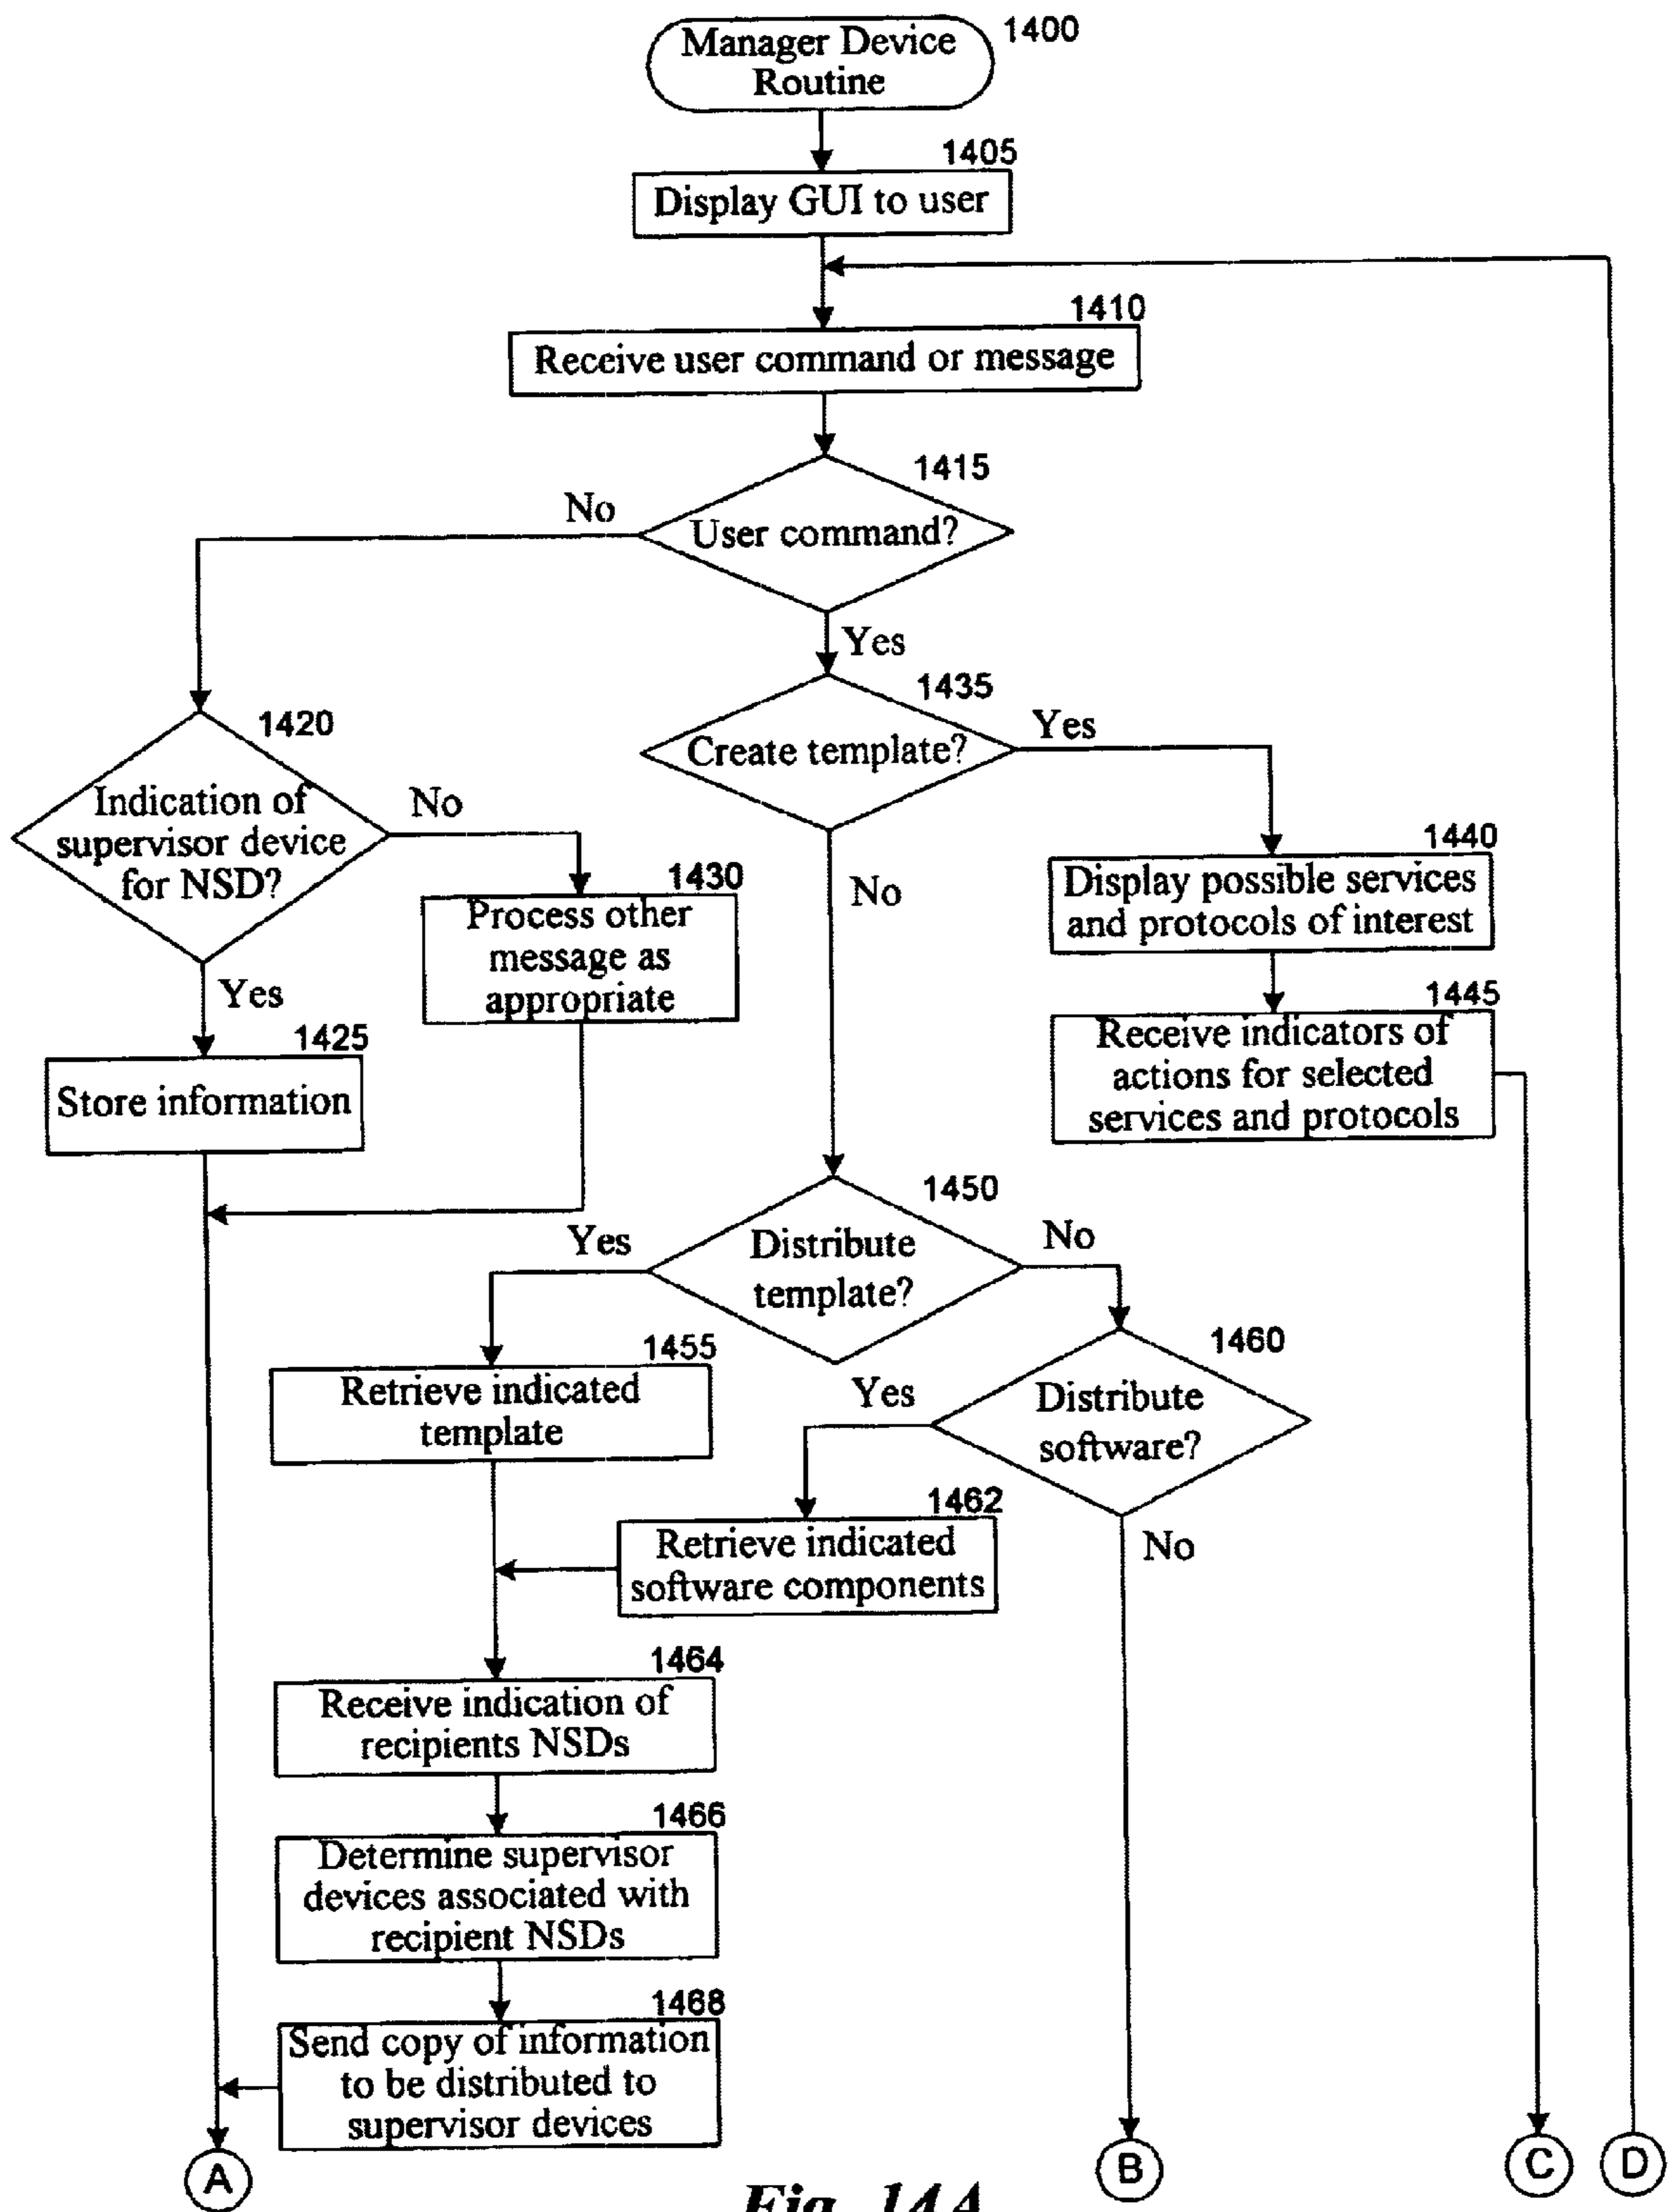 Manager Device
Routine
1400
1405
Display GUI to user
1410
Receive user command or message
1415
User command?
No
Yes
1435
Create template?
Yes
No
1420
Indication of
supervisor device
for NSD?
No
Yes
1430
Process other
message as
appropriate
1425
Store information
1440
Display possible services
and protocols of interest
1445
Receive indicators of
actions for selected
services and protocols
1450
Distribute
template?
Yes
No
1455
Retrieve indicated
template
1460
Distribute
software?
Yes
No
1462
Retrieve indicated
software components
1464
Receive indication of
recipients NSDs
1466
Determine supervisor
devices associated with
recipient NSDs
1468
Send copy of information
to be distributed to
supervisor devices
A
B
C
D
Fig. 14A